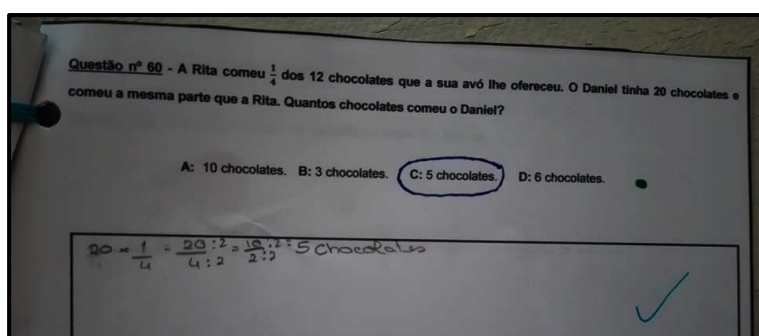 Questão nº 60 - A Rita comeu 1/4 dos 12 chocolates que a sua avó lhe ofereceu. O Daniel tinha 20 chocolates e
comeu a mesma parte que a Rita. Quantos chocolates comeu o Daniel?
A: 10 chocolates. B: 3 chocolates. C: 5 chocolates. D: 6 chocolates.
20 × 1/4 = 20:2/4:2 = 10:2/2:2 = 5 chocolates